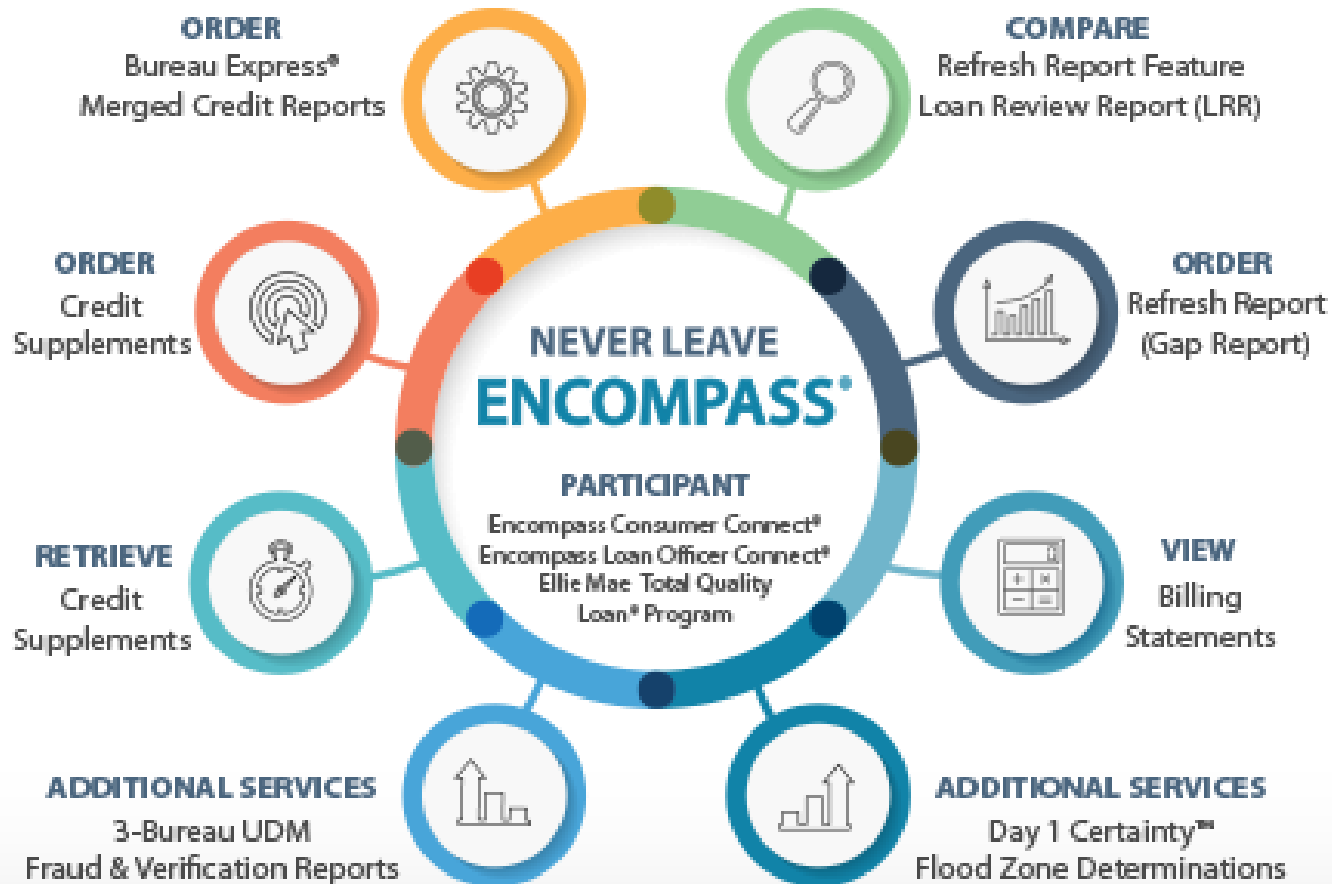 ORDER
Bureau Express®
Merged Credit Reports
COMPARE
Refresh Report Feature
Loan Review Report (LRR)
ORDER
Credit
Supplements
ORDER
Refresh Report
(Gap Report)
NEVER LEAVE
ENCOMPASS®
PARTICIPANT
Encompass Consumer Connect®
Encompass Loan Officer Connect®
Ellie Mae Total Quality
Loan® Program
RETRIEVE
Credit
Supplements
VIEW
Billing
Statements
ADDITIONAL SERVICES
3-Bureau UDM
Fraud & Verification Reports
ADDITIONAL SERVICES
Day 1 Certainty™
Flood Zone Determinations